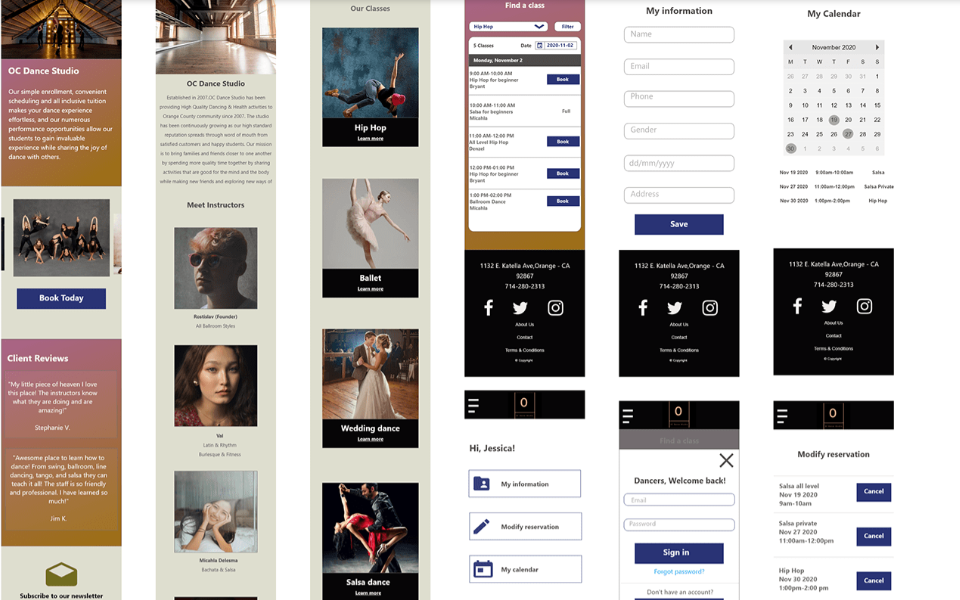 OC Dance Studio
Our simple enrollment, convenient
scheduling and all inclusive tuition
makes your dance experience
effortless, and our numerous
performance opportunities allow our
students to gain invaluable
experience while sharing the joy of
dance with others.
Book Today
Client Reviews
"My little piece of heaven I love
this place! The instructors know
what they are doing and are
amazing!"
Stephanie V.
"Awesome place to learn how to
dance! From swing, ballroom, line
dancing, tango, and salsa they can
teach it all! The staff is so friendly
and professional. I have learned so
much!"
Jim K
Subscribe to our newsletter
OC Dance Studio
Established in 2007.OC Dance Studio has been
providing High Quality Dancing & Health activities to
Orange County community since 2007. The studio
has been continuously growing as our high standard
reputation spreads through word of mouth from
satisfied customers and happy students. Our mission
is to bring families and friends closer to one another
by spending more quality time together by sharing
activities that are good for the mind and the body
while making new friends and exploring new ways of
Meet Instructors
Rostislav (Founder)
All Ballroom Styles
Yal
Latin & Rhythm
Burlesque & Fitness
Micahla Deleema
Bachata & Salsa
Our Classes
Hip Hop
Learn more
Ballet
Learn more
Wedding dance
Learn more
Salsa dance
Learn more
Find a class
Hip Hop
Filter
5 Classes Date 2020-11-02
Monday, November 2
9:00 AM-10:00 AM
Hip Hop for beginner
Bryant
Book
10:00 AM-11:00 AM
Salsa for beginners
Micahla
Full
11:00 AM-12:00 PM
All Level Hip Hop
Denuel
Book
12:00 PM-01:00 PM
Hip Hop for beginner
Bryant
Book
1:00 PM-02:00 PM
Ballroom Dance
Micahla
Book
1132 E. Katella Ave,Orange - CA
92867
714-280-2313
About Us
Contact
Terms & Conditions
© Copyright
O
Hi, Jessica!
My information
Modify reservation
My calendar
My information
Name
Email
Phone
Gender
dd/mm/yyyy
Address
Save
1132 E. Katella Ave,Orange - CA
92867
714-280-2313
About Us
Contact
Terms & Conditions
© Copyright
O
Find a class
Dancers, Welcome back!
Email
Password
Sign in
Forgot password?
Don't have an account?
My Calendar
November 2020
M T W T F S S
26 27 28 29 30 31 1
2 3 4 5 6 7 8
9 10 11 12 13 14 15
16 17 18 19 20 21 22
23 24 25 26 27 28 29
30 1 2 3 4 5 6
Nov 19 2020 9:00am-10:00am Salsa
Nov 27 2020 11:00am-12:00pm Salsa Private
Nov 30 2020 1:00pm-2:00pm Hip Hop
1132 E. Katella Ave,Orange - CA
92867
714-280-2313
About Us
Contact
Terms & Conditions
© Copyright
O
Modify reservation
Salsa all level
Nov 19 2020
9am-10am
Cancel
Salsa private
Nov 27 2020
11:00am-12:00pm
Cancel
Hip Hop
Nov 30 2020
1:00pm-2:00 pm
Cancel